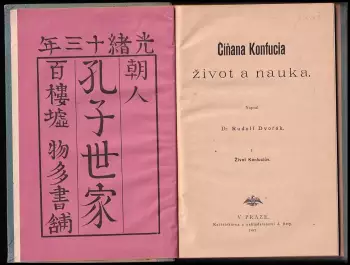 光緒十三年
朝人
孔子世家
百樓墟
物多書舖
Číňana Konfucia
život a nauka.
Napsal
Dr. Rudolf Dvořák.
I
Život Konfuciův.
V PRAZE.